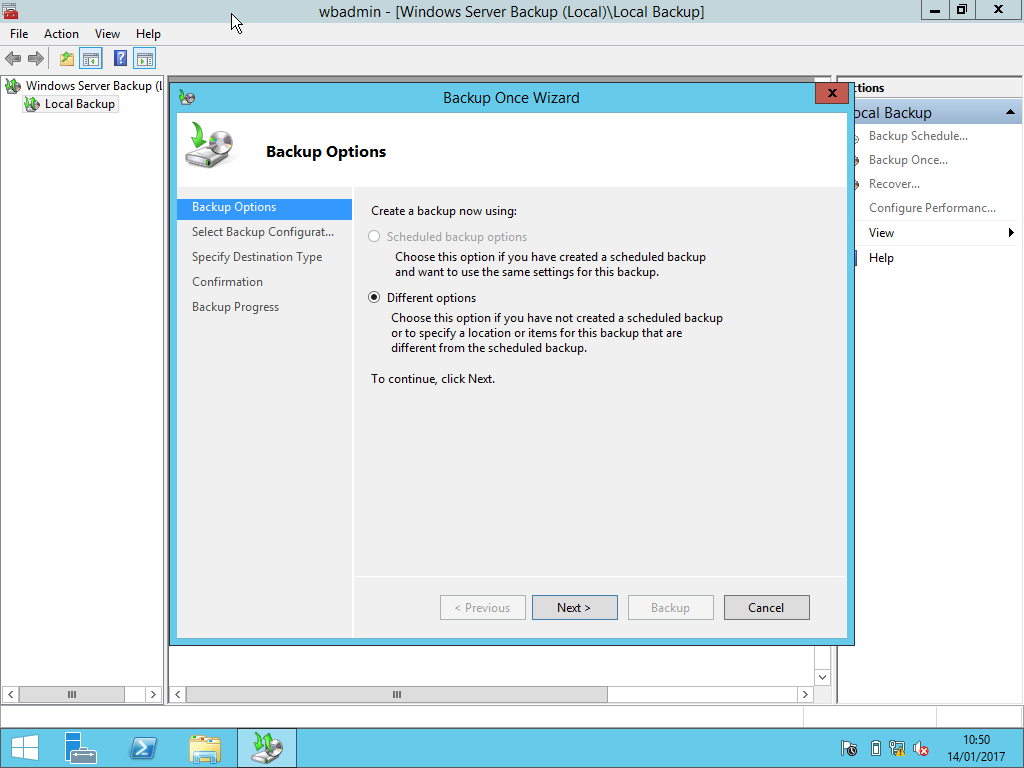 wbadmin - [Windows Server Backup (Local)\Local Backup]
File Action View Help
Windows Server Backup (L
Local Backup
Backup Once Wizard
Backup Options
Backup Options
Select Backup Configurat...
Specify Destination Type
Confirmation
Backup Progress
Create a backup now using:
Scheduled backup options
Choose this option if you have created a scheduled backup
and want to use the same settings for this backup.
Different options
Choose this option if you have not created a scheduled backup
or to specify a location or items for this backup that are
different from the scheduled backup.
To continue, click Next.
< Previous Next > Backup Cancel
ctions
ocal Backup
Backup Schedule...
Backup Once...
Recover...
Configure Performanc...
View
Help
10:50
14/01/2017